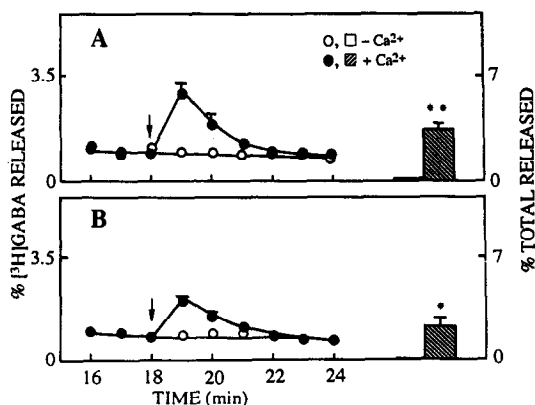 A
○, □ – Ca²⁺
●, ▨ + Ca²⁺
3.5
0
7
0
* *
B
3.5
0
7
0
*
16 18 20 22 24
TIME (min)
% [³H]GABA RELEASED
% TOTAL RELEASED